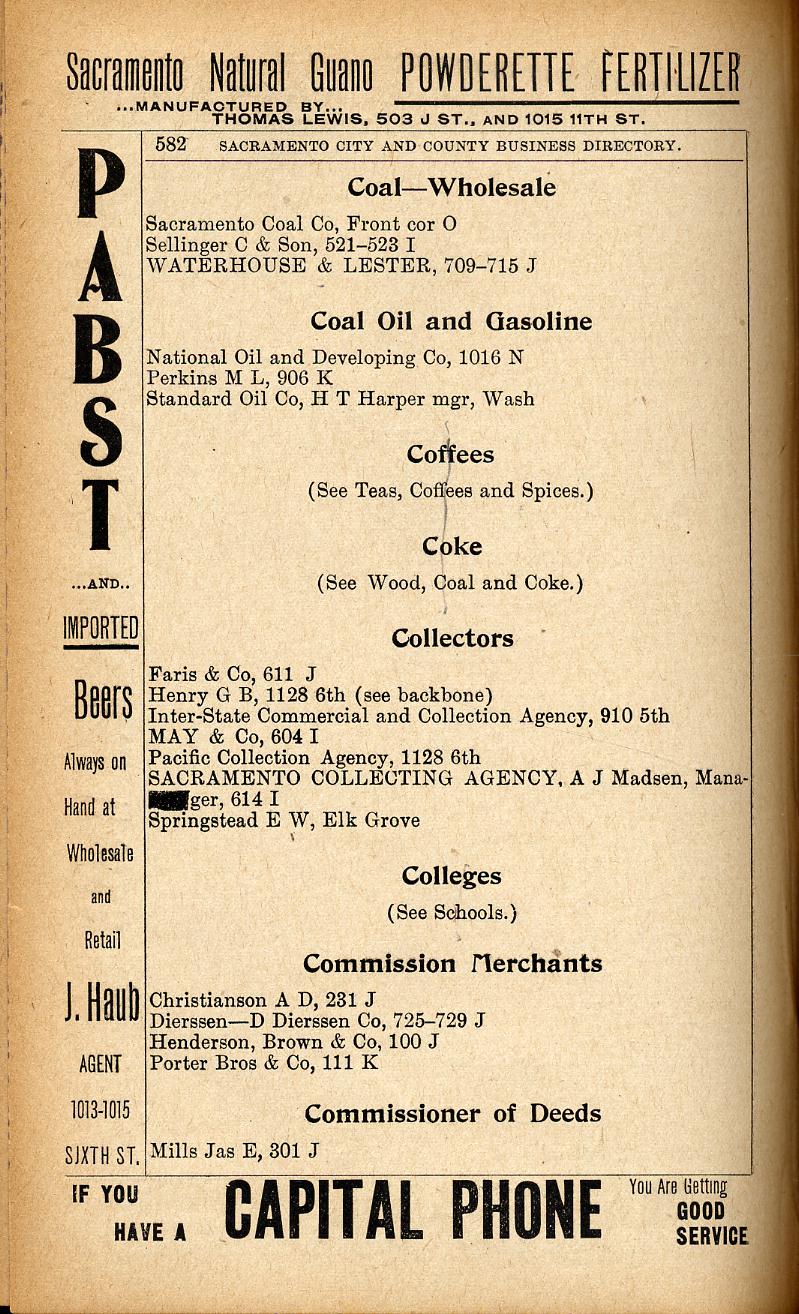 Sacramento Natural Guano POWDERETTE FERTILIZER
...MANUFACTURED BY...
THOMAS LEWIS, 503 J ST., AND 1015 11TH ST.
582 SACRAMENTO CITY AND COUNTY BUSINESS DIRECTORY.
Coal—Wholesale
Sacramento Coal Co, Front cor O
Sellinger C & Son, 521–523 I
WATERHOUSE & LESTER, 709–715 J
Coal Oil and Gasoline
National Oil and Developing Co, 1016 N
Perkins M L, 906 K
Standard Oil Co, H T Harper mgr, Wash
Coffees
(See Teas, Coffees and Spices.)
Coke
(See Wood, Coal and Coke.)
Collectors
Faris & Co, 611 J
Henry G B, 1128 6th (see backbone)
Inter-State Commercial and Collection Agency, 910 5th
MAY & Co, 604 I
Pacific Collection Agency, 1128 6th
SACRAMENTO COLLECTING AGENCY, A J Madsen, Mana-
ger, 614 I
Springstead E W, Elk Grove
Colleges
(See Schools.)
Commission Merchants
Christianson A D, 231 J
Dierssen—D Dierssen Co, 725–729 J
Henderson, Brown & Co, 100 J
Porter Bros & Co, 111 K
Commissioner of Deeds
Mills Jas E, 301 J
PABST
...AND..
IMPORTED
Beers
Always on
Hand at
Wholesale
and
Retail
J. Haub
AGENT
1013-1015
SIXTH ST.
IF YOU
HAVE A
CAPITAL PHONE
You Are Getting
GOOD
SERVICE